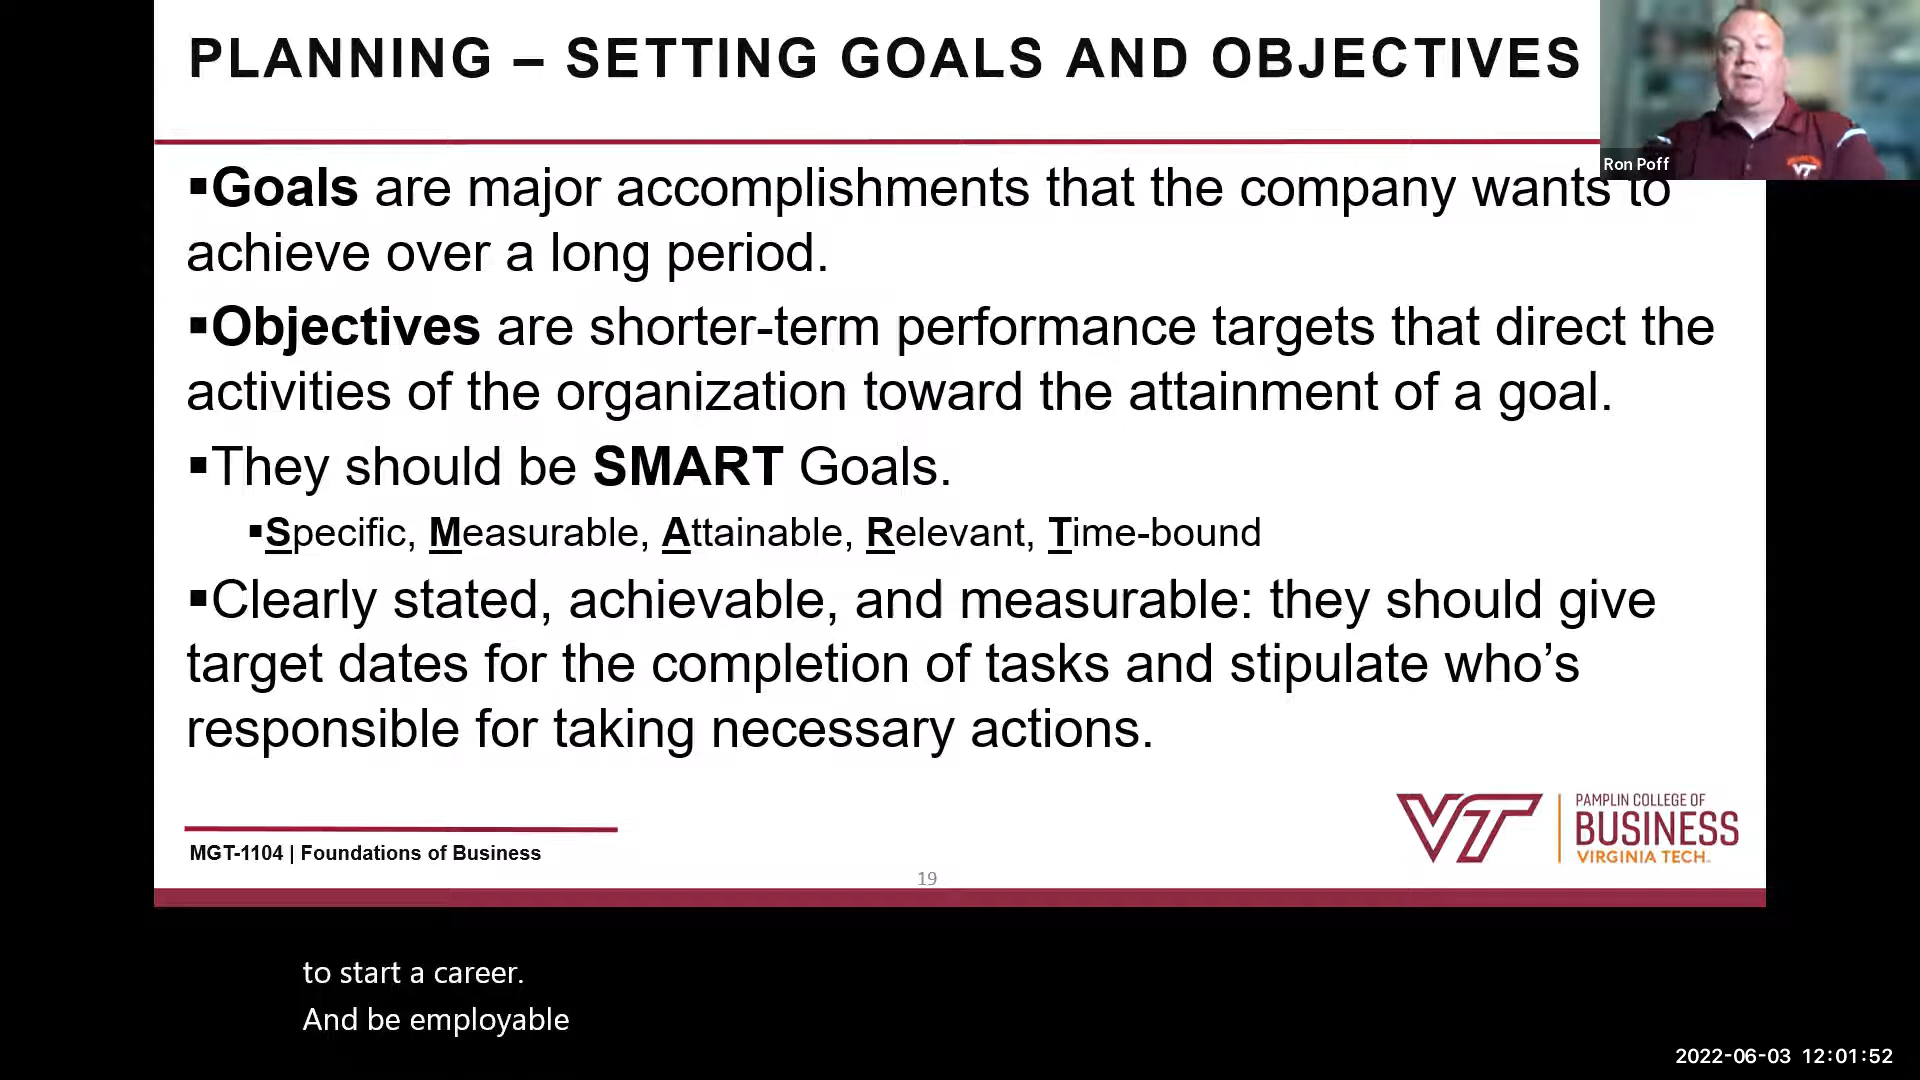 PLANNING – SETTING GOALS AND OBJECTIVES
Ron Poff
▪Goals are major accomplishments that the company wants to
achieve over a long period.
▪Objectives are shorter-term performance targets that direct the
activities of the organization toward the attainment of a goal.
▪They should be SMART Goals.
▪Specific, Measurable, Attainable, Relevant, Time-bound
▪Clearly stated, achievable, and measurable: they should give
target dates for the completion of tasks and stipulate who’s
responsible for taking necessary actions.
VT
PAMPLIN COLLEGE OF
BUSINESS
VIRGINIA TECH.
MGT-1104 | Foundations of Business
19
to start a career.
And be employable
2022-06-03 12:01:52